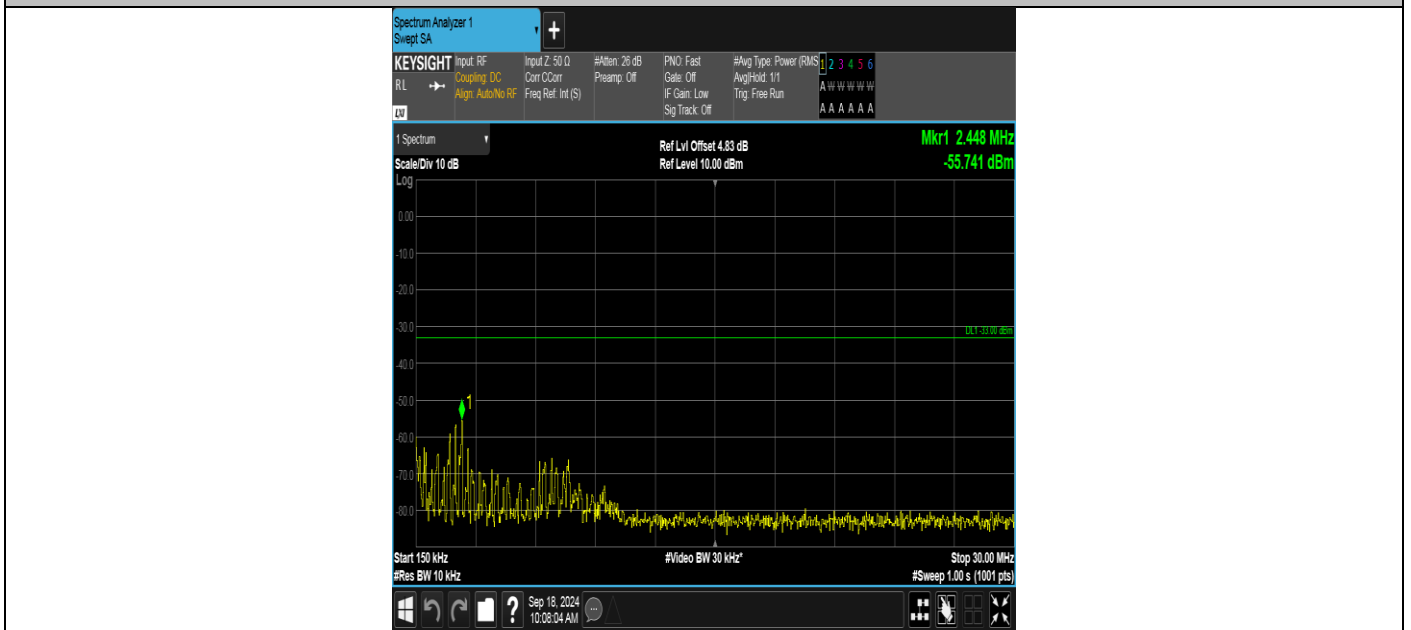 Spectrum Analyzer 1
Swept SA
+
KEYSIGHT Input: RF Input Z: 50 Ω #Atten: 26 dB PNO: Fast #Avg Type: Power (RMS 1 2 3 4 5 6
RL Coupling: DC Corr CCorr Preamp: Off Gate: Off Avg|Hold: 1/1 A W W W W W
Align: Auto/No RF Freq Ref: Int (S) IF Gain: Low Trig: Free Run
LXI Sig Track: Off A A A A A A
1 Spectrum Ref Lvl Offset 4.83 dB Mkr1 2.448 MHz
Scale/Div 10 dB Ref Level 10.00 dBm -55.741 dBm
Log
0.00
-10.0
-20.0
-30.0 DL1 -33.00 dBm
-40.0
-50.0 1
-60.0
-70.0
-80.0
Start 150 kHz #Video BW 30 kHz* Stop 30.00 MHz
#Res BW 10 kHz #Sweep 1.00 s (1001 pts)
? Sep 18, 2024
10:08:04 AM